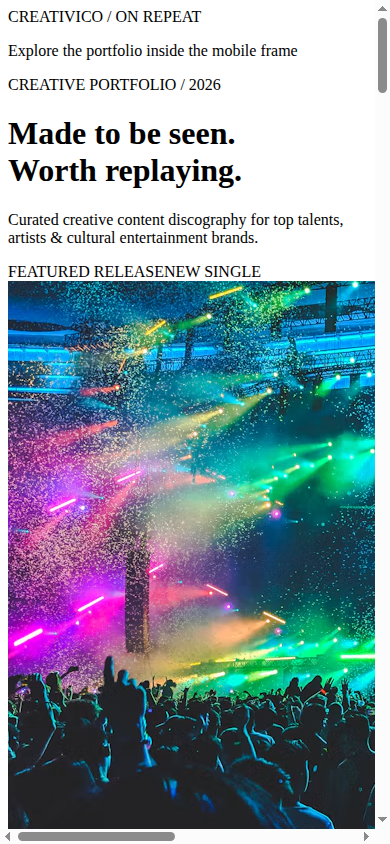 CREATIVICO / ON REPEAT
Explore the portfolio inside the mobile frame
CREATIVE PORTFOLIO / 2026
Made to be seen.
Worth replaying.
Curated creative content discography for top talents,
artists & cultural entertainment brands.
FEATURED RELEASENEW SINGLE